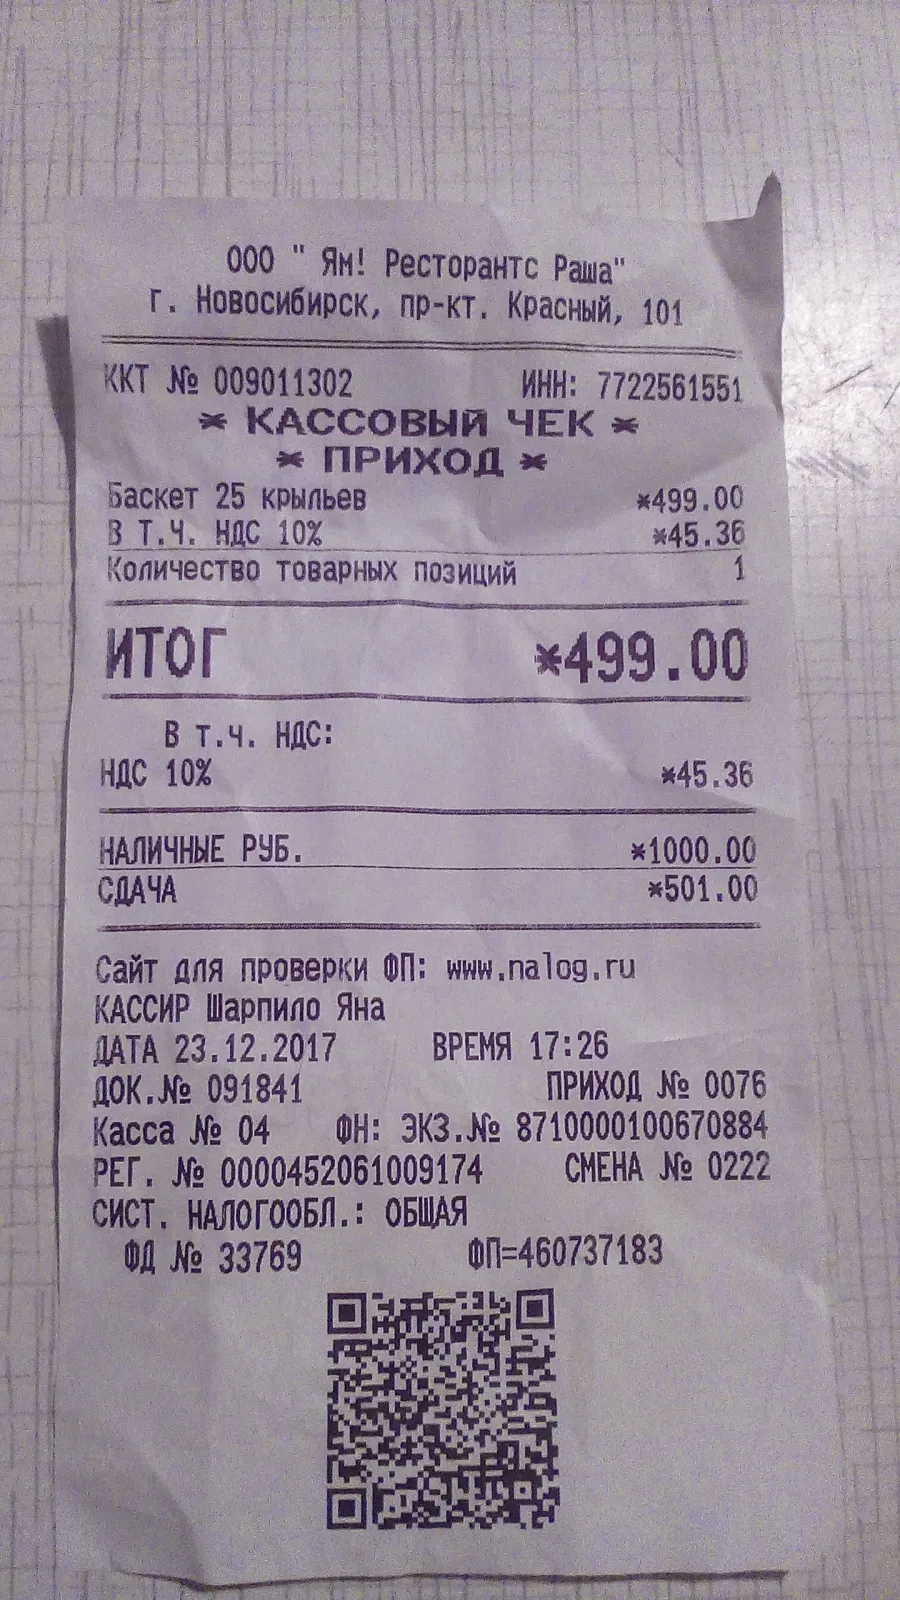 ООО " Ям! Ресторантс Раша"
г. Новосибирск, пр-кт. Красный, 101
ККТ № 009011302 ИНН: 7722561551
* КАССОВЫЙ ЧЕК *
* ПРИХОД *
Баскет 25 крыльев *499.00
В Т.Ч. НДС 10% *45.36
Количество товарных позиций 1
ИТОГ *499.00
В Т.Ч. НДС:
НДС 10% *45.36
НАЛИЧНЫЕ РУБ. *1000.00
СДАЧА *501.00
Сайт для проверки ФП: www.nalog.ru
КАССИР Шарпило Яна
ДАТА 23.12.2017 ВРЕМЯ 17:26
ДОК.№ 091841 ПРИХОД № 0076
Касса № 04 ФН: ЭКЗ.№ 8710000100670884
РЕГ. № 0000452061009174 СМЕНА № 0222
СИСТ. НАЛОГООБЛ.: ОБЩАЯ
ФД № 33769 ФП=460737183